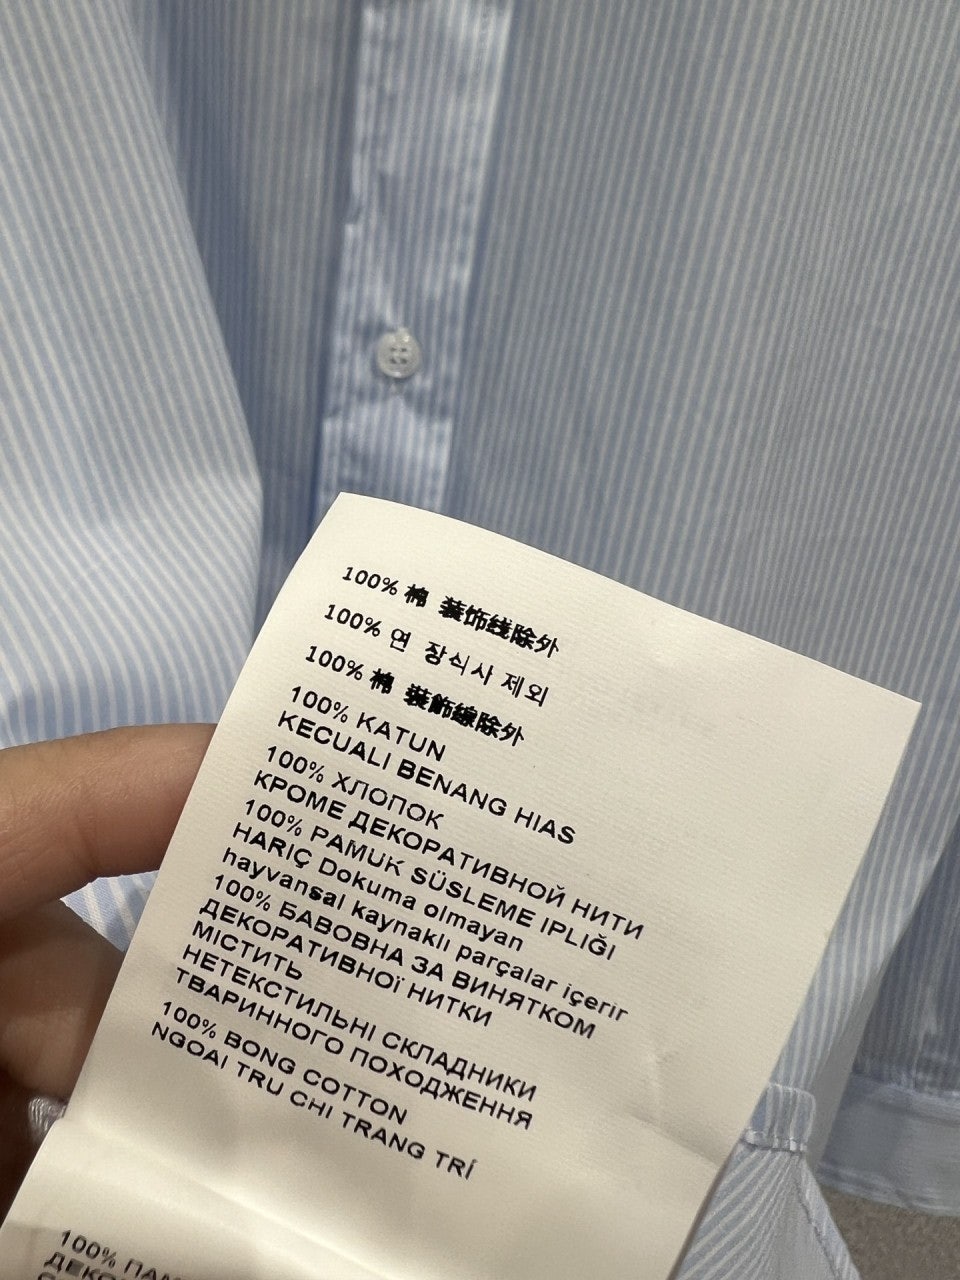 100% 棉 装饰线除外
100% 연 장식사 제외
100% 棉 裝飾線除外
100% KATUN
KECUALI BENANG HIAS
100% ХЛОПОК
КРОМЕ ДЕКОРАТИВНОЙ НИТИ
100% PAMUK SÜSLEME IPLIĞI
HARIÇ Dokuma olmayan
hayvansal kaynaklı parçalar içerir
100% БАВОВНА ЗА ВИНЯТКОМ
ДЕКОРАТИВНОї НИТКИ
МІСТИТЬ
НЕТЕКСТИЛЬНІ СКЛАДНИКИ
ТВАРИННОГО ПОХОДЖЕННЯ
100% BONG COTTON
NGOAI TRU CHI TRANG TRÍ
100%